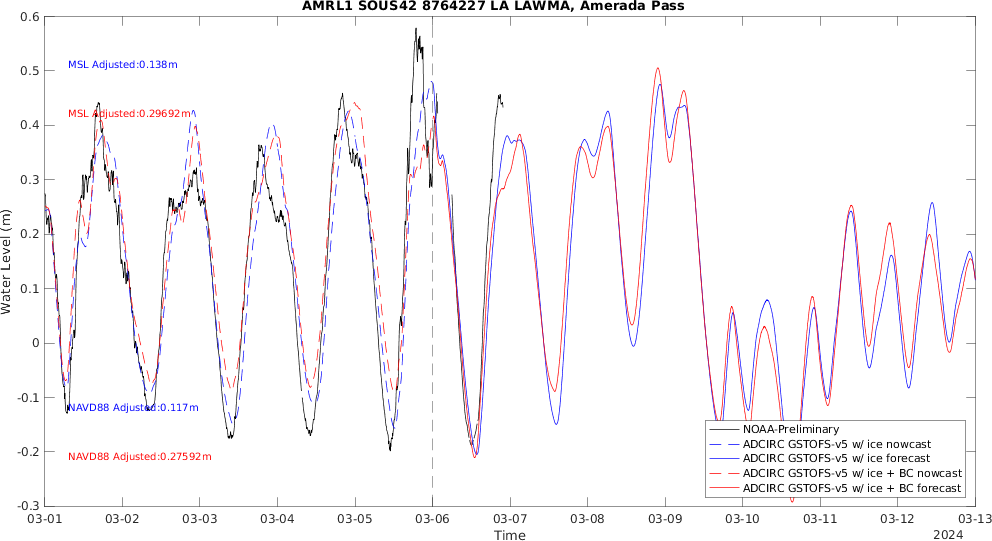 AMRL1 SOUS42 8764227 LA LAWMA, Amerada Pass
0.6
0.5
0.4
0.3
0.2
0.1
0
-0.1
-0.2
-0.3
Water Level (m)
MSL Adjusted:0.138m
MSL Adjusted:0.29692m
NAVD88 Adjusted:0.117m
NAVD88 Adjusted:0.27592m
NOAA-Preliminary
ADCIRC GSTOFS-v5 w/ ice nowcast
ADCIRC GSTOFS-v5 w/ ice forecast
ADCIRC GSTOFS-v5 w/ ice + BC nowcast
ADCIRC GSTOFS-v5 w/ ice + BC forecast
03-01 03-02 03-03 03-04 03-05 03-06 03-07 03-08 03-09 03-10 03-11 03-12 03-13
Time
2024